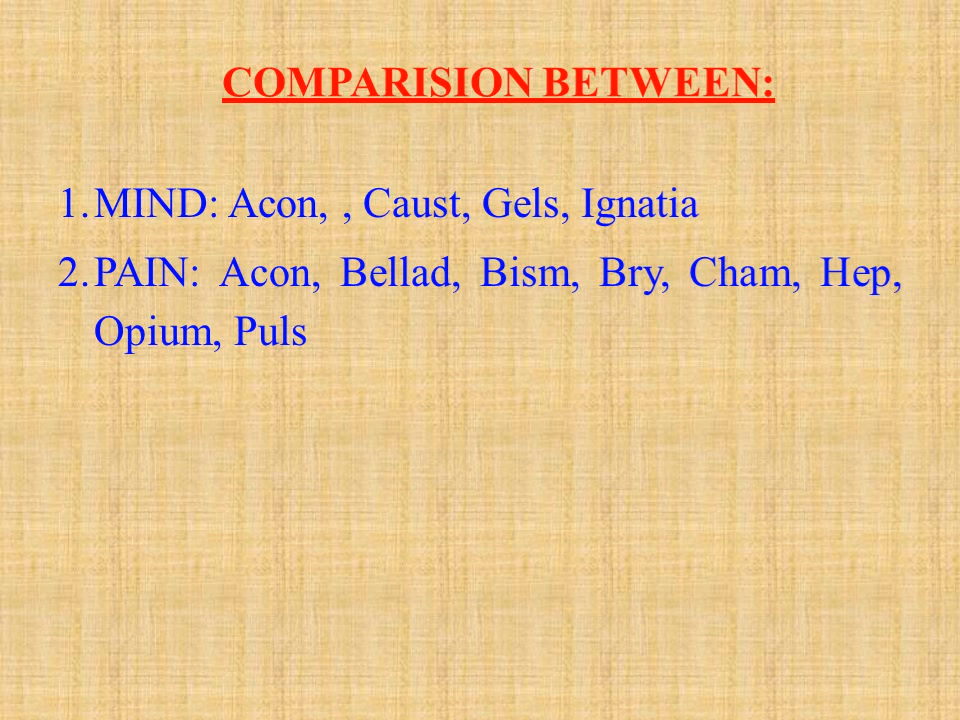 COMPARISION BETWEEN:
1.MIND: Acon, , Caust, Gels, Ignatia
2.PAIN: Acon, Bellad, Bism, Bry, Cham, Hep,
Opium, Puls